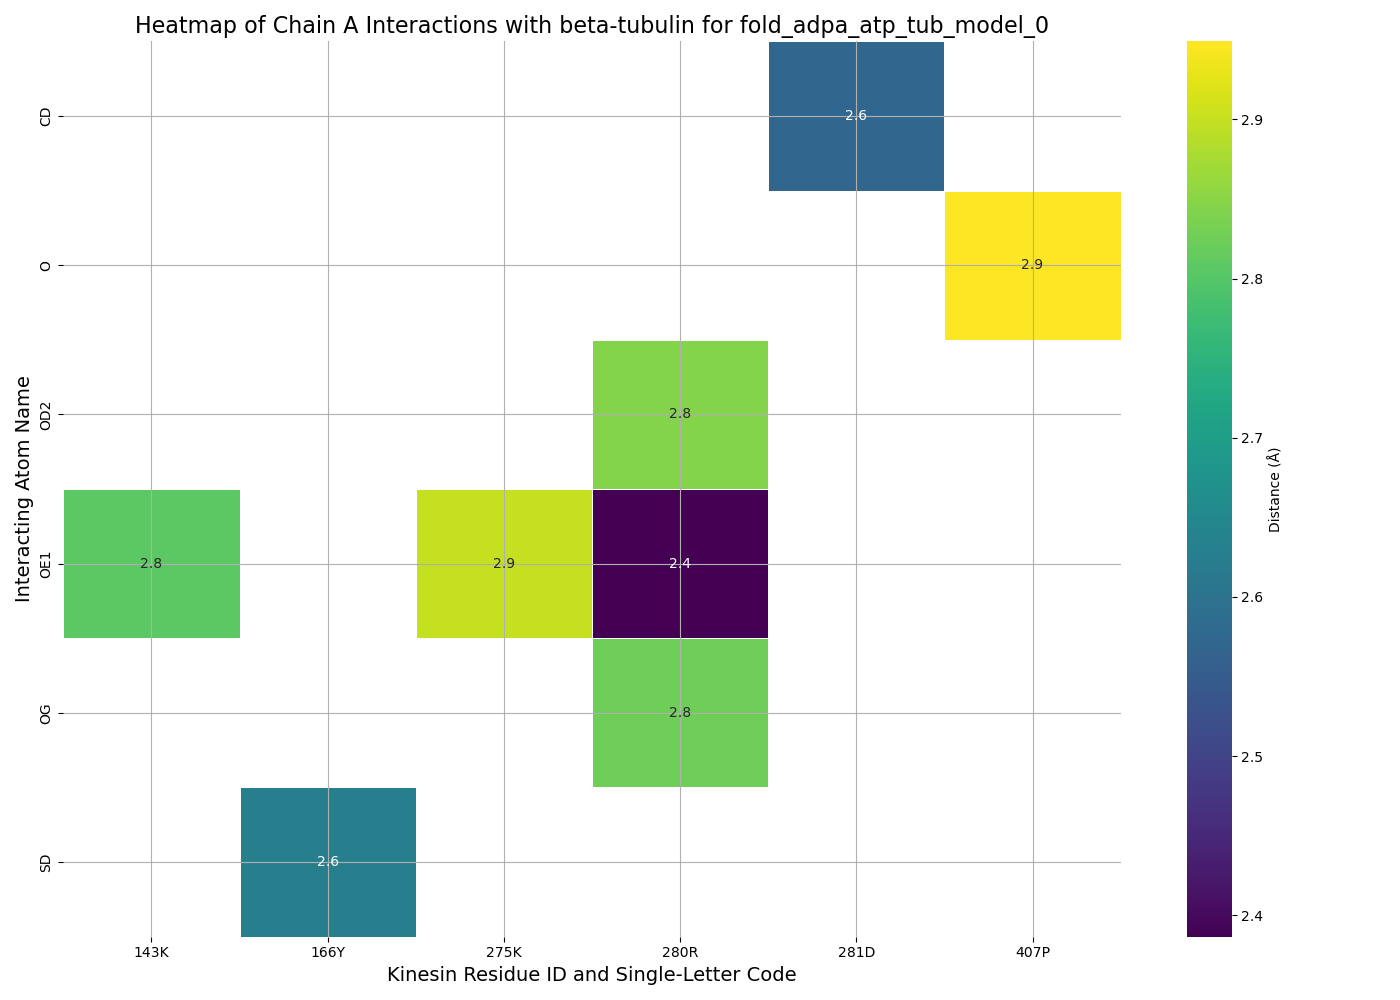 Heatmap of Chain A Interactions with beta-tubulin for fold_adpa_atp_tub_model_0
Interacting Atom Name
CD
O
OD2
OE1
OG
SD
2.6
2.9
2.8
2.8
2.9
2.4
2.8
2.6
143K
166Y
275K
280R
281D
407P
Kinesin Residue ID and Single-Letter Code
2.9
2.8
2.7
2.6
2.5
2.4
Distance (Å)